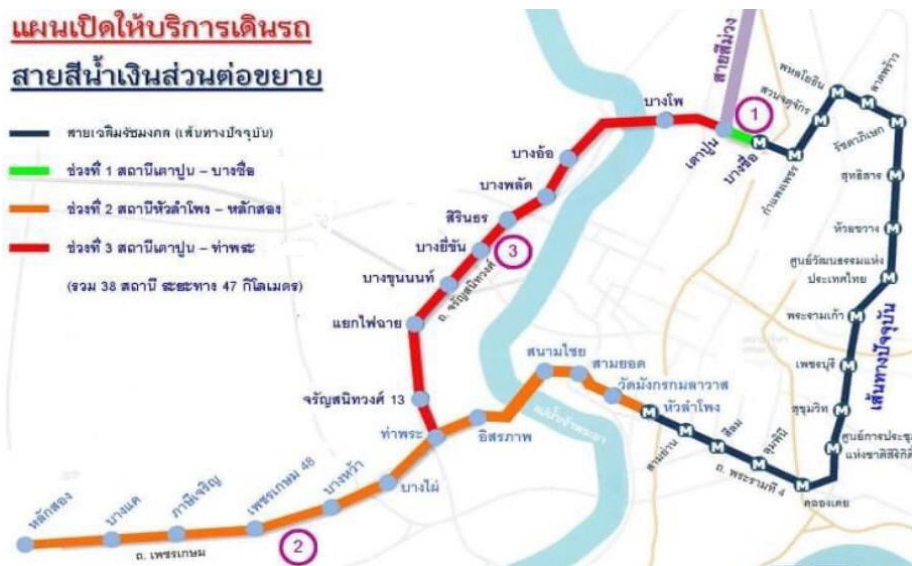 แผนเปิดให้บริการเดินรถ
สายสีน้ำเงินส่วนต่อขยาย
สายเฉลิมรัชมงคล (เส้นทางปัจจุบัน)
ช่วงที่ 1 สถานีเตาปูน – บางซื่อ
ช่วงที่ 2 สถานีหัวลำโพง – หลักสอง
ช่วงที่ 3 สถานีเตาปูน – ท่าพระ
(รวม 38 สถานี ระยะทาง 47 กิโลเมตร)
สายสีม่วง
1
บางโพ
เตาปูน
บางซื่อ
กำแพงเพชร
สวนจตุจักร
พหลโยธิน
ลาดพร้าว
รัชดาภิเษก
สุทธิสาร
ห้วยขวาง
ศูนย์วัฒนธรรมแห่ง
ประเทศไทย
พระรามเก้า
เพชรบุรี
สุขุมวิท
เส้นทางปัจจุบัน
ศูนย์การประชุม
แห่งชาติสิริกิติ์
คลองเตย
ลุมพินี
สีลม
สามย่าน
ถ. พระรามที่ 4
หัวลำโพง
วัดมังกรกมลาวาส
สามยอด
สนามไชย
แม่น้ำเจ้าพระยา
อิสรภาพ
บางอ้อ
บางพลัด
สิรินธร
3
บางยี่ขัน
ถ. จรัญสนิทวงศ์
บางขุนนนท์
แยกไฟฉาย
จรัญสนิทวงศ์ 13
ท่าพระ
บางไผ่
บางหว้า
เพชรเกษม 48
ภาษีเจริญ
บางแค
หลักสอง
ถ. เพชรเกษม
2